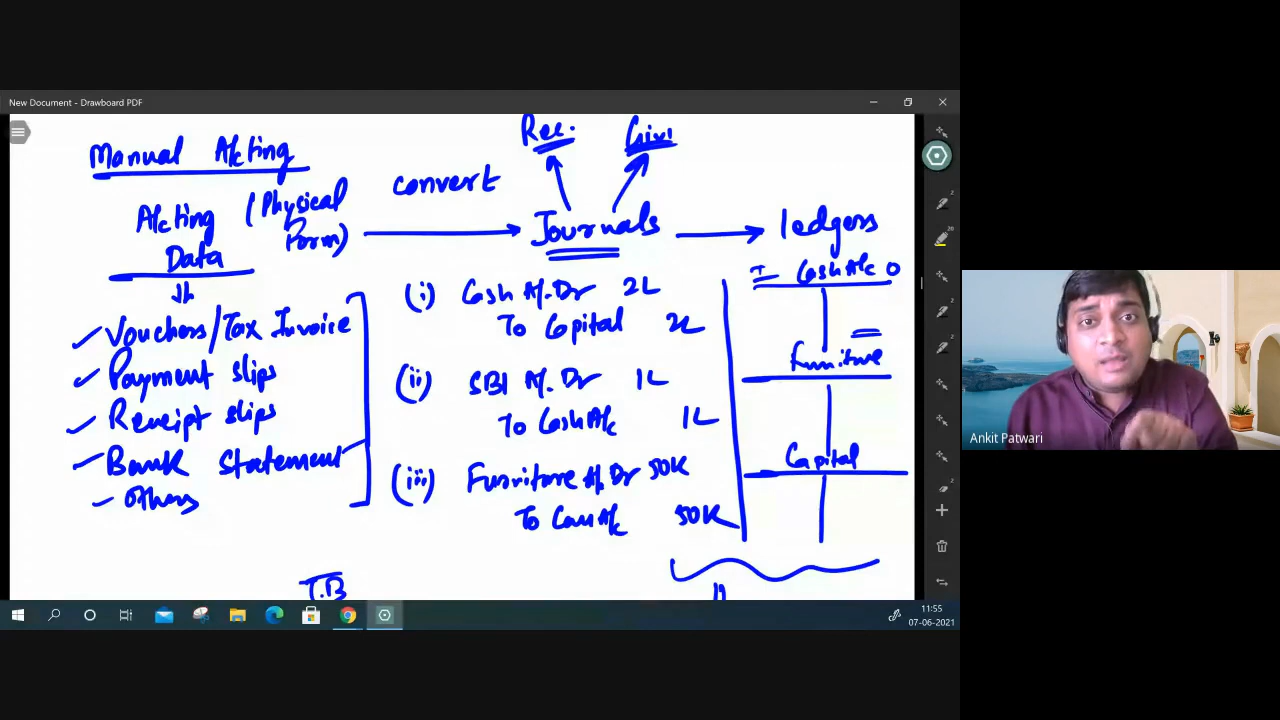 New Document - Drawboard PDF
Manual A/cting
A/cting (Physical Form)
Data
Vouchers/Tax Invoice
Payment slips
Receipt slips
Bank Statement
Others
convert
Rec.
Journals
(i) Cash A/. Dr 2L
To Capital 2L
(ii) SBI A/. Dr 1L
To Cash A/c 1L
(iii) Furniture A/. Dr 50K
To Cash A/c 50K
ledgers
I Cash A/c O
Furniture
Capital
T.B
Ankit Patwari
11:55
07-06-2021